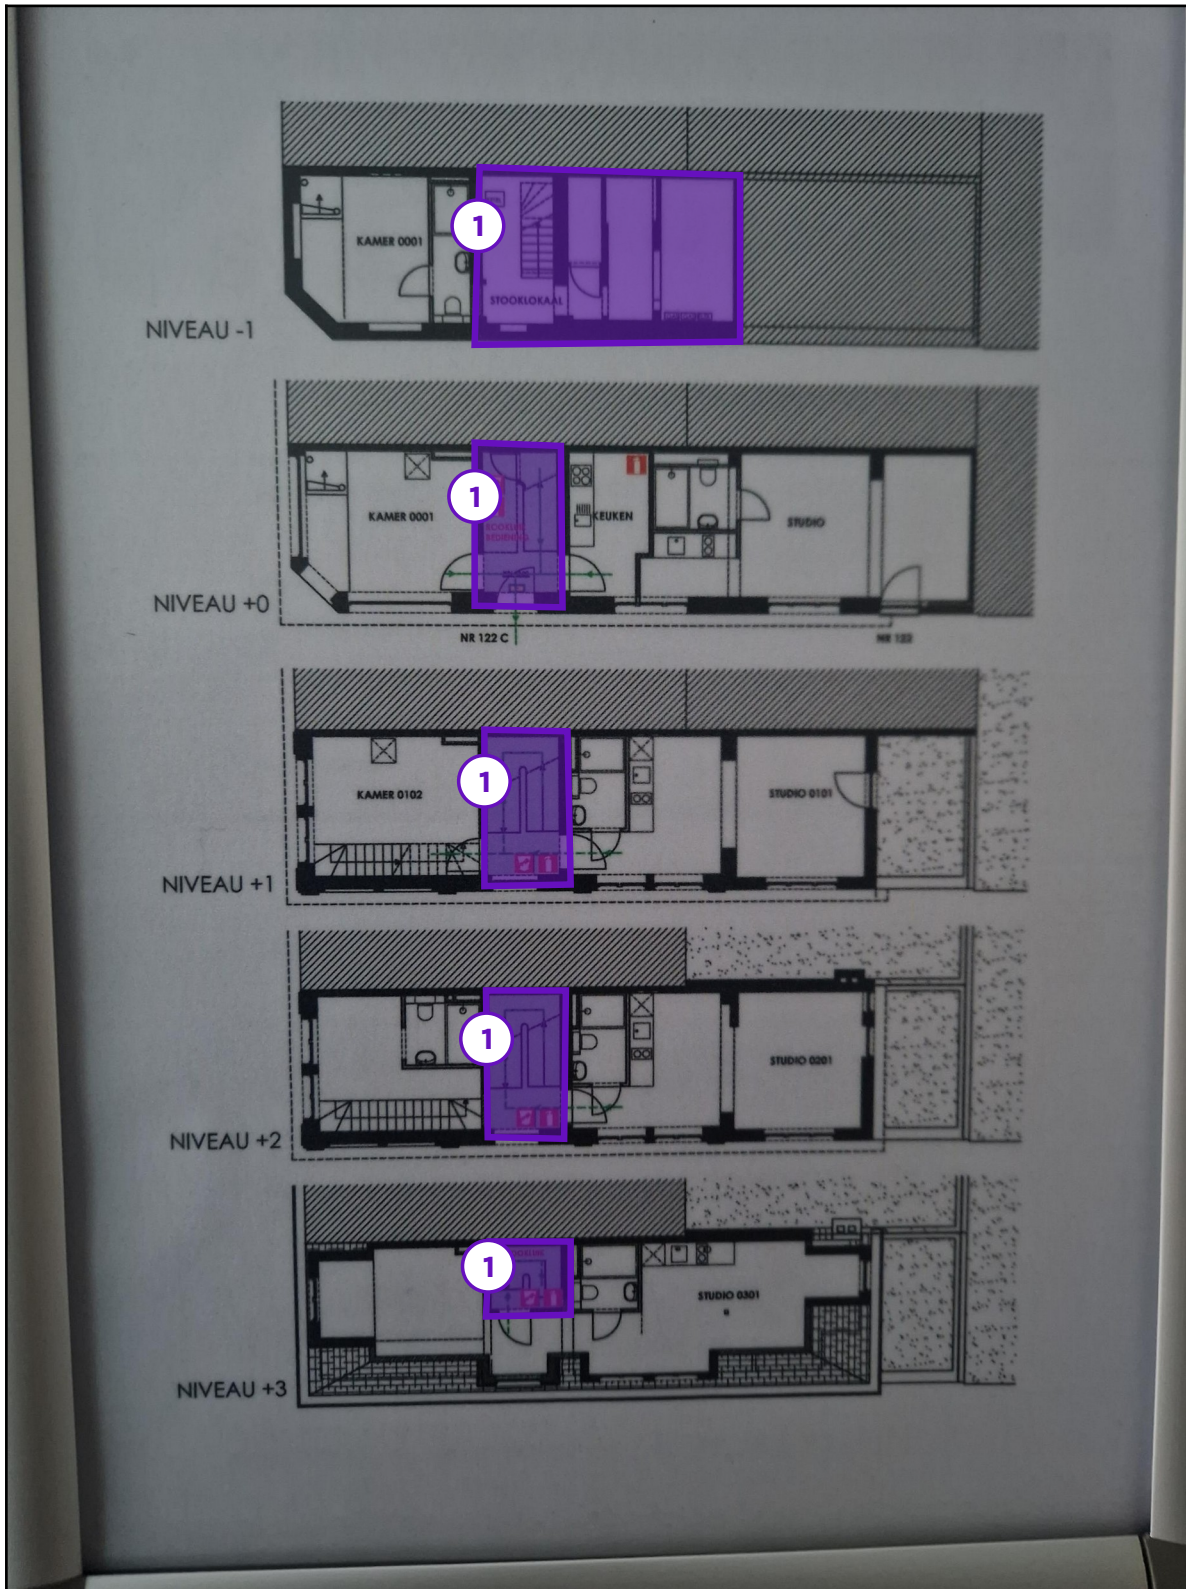 1
KAMER 0001
STOOKLOKAAL
NIVEAU -1
1
KAMER 0001
KEUKEN
STUDIO
BEDIENING
NIVEAU +0
NR 122 C
NR 122
1
KAMER 0102
STUDIO 0101
NIVEAU +1
1
STUDIO 0201
NIVEAU +2
1
STUDIO 0301
NIVEAU +3